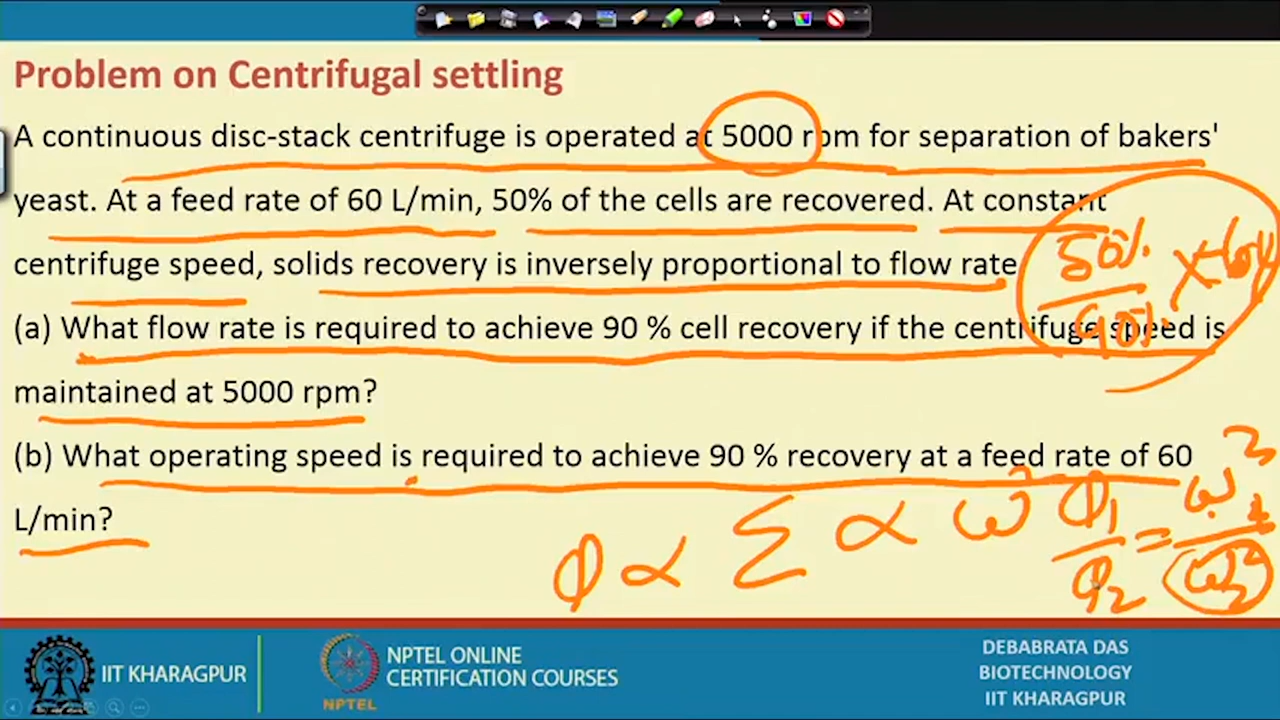 Problem on Centrifugal settling
A continuous disc-stack centrifuge is operated at 5000 rpm for separation of bakers'
yeast. At a feed rate of 60 L/min, 50% of the cells are recovered. At constant
centrifuge speed, solids recovery is inversely proportional to flow rate
50%
90%
×
(a) What flow rate is required to achieve 90 % cell recovery if the centrifuge speed is
maintained at 5000 rpm?
(b) What operating speed is required to achieve 90 % recovery at a feed rate of 60
L/min?
IIT KHARAGPUR
NPTEL
NPTEL ONLINE
CERTIFICATION COURSES
DEBABRATA DAS
BIOTECHNOLOGY
IIT KHARAGPUR